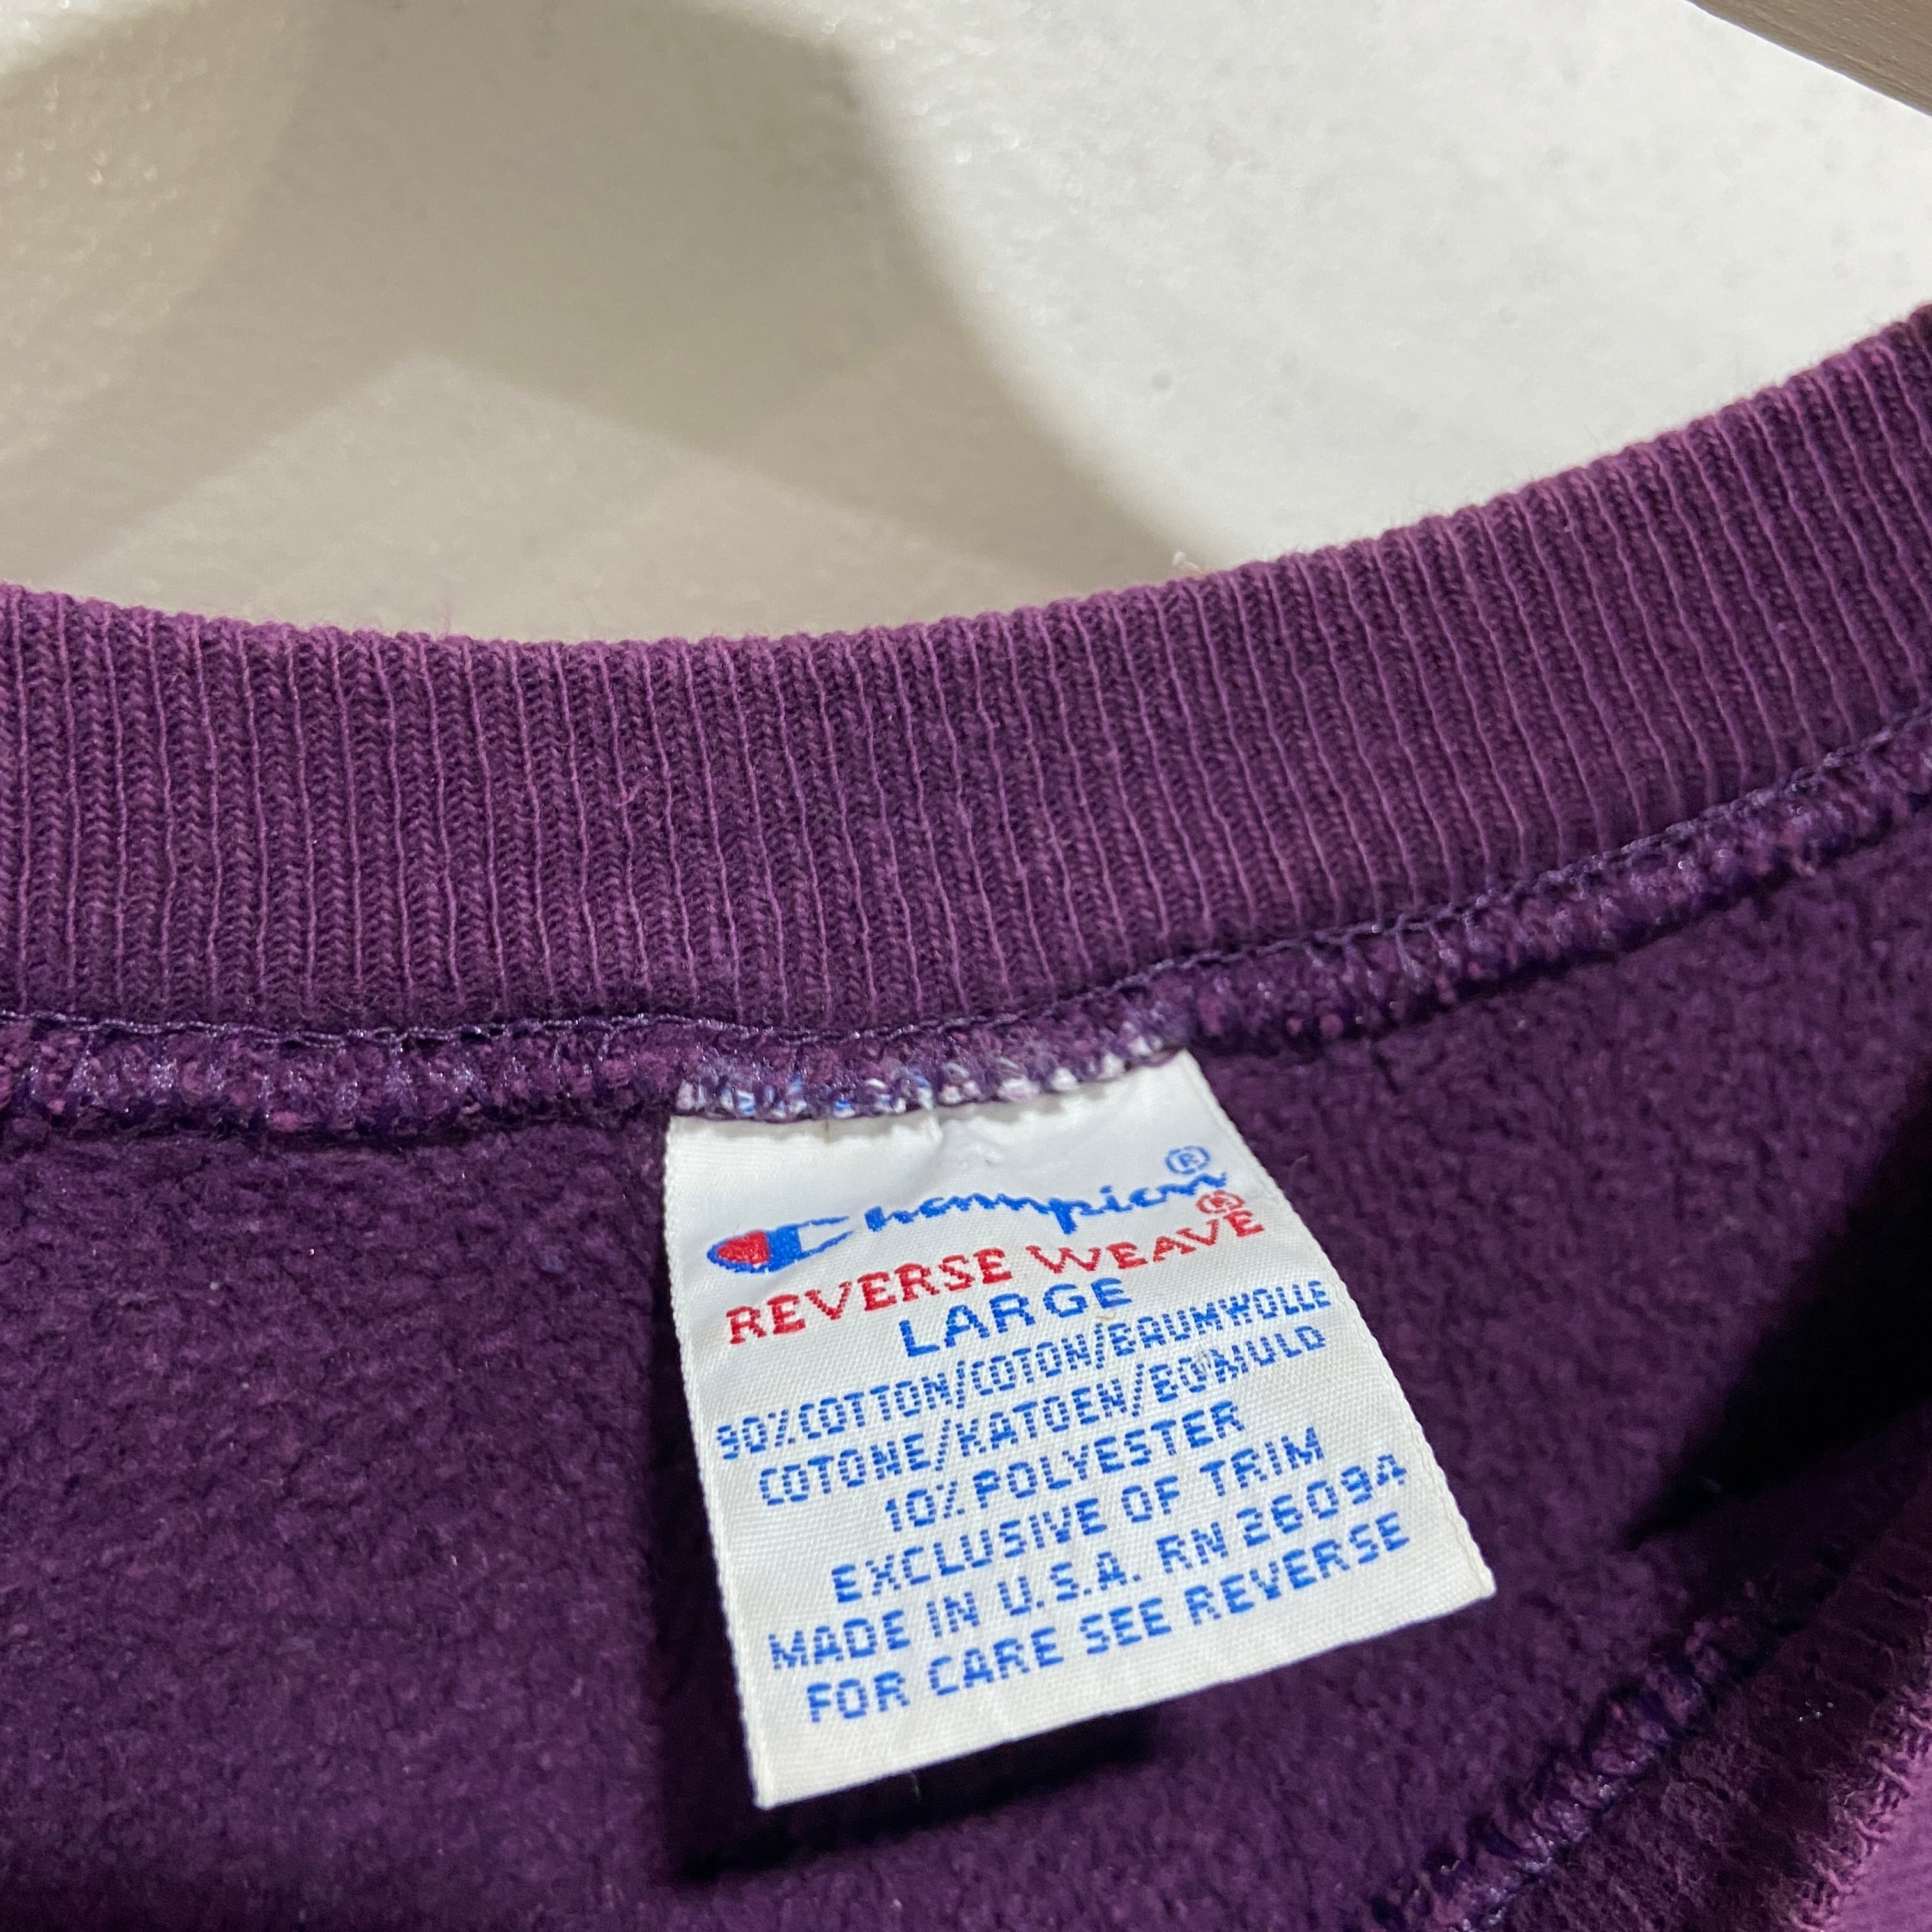 Champion®
REVERSE WEAVE®
LARGE
90%COTTON/COTON/BAUMWOLLE
COTONE/KATOEN/BOMULD
10%POLYESTER
EXCLUSIVE OF TRIM
MADE IN U.S.A. RN 26094
FOR CARE SEE REVERSE